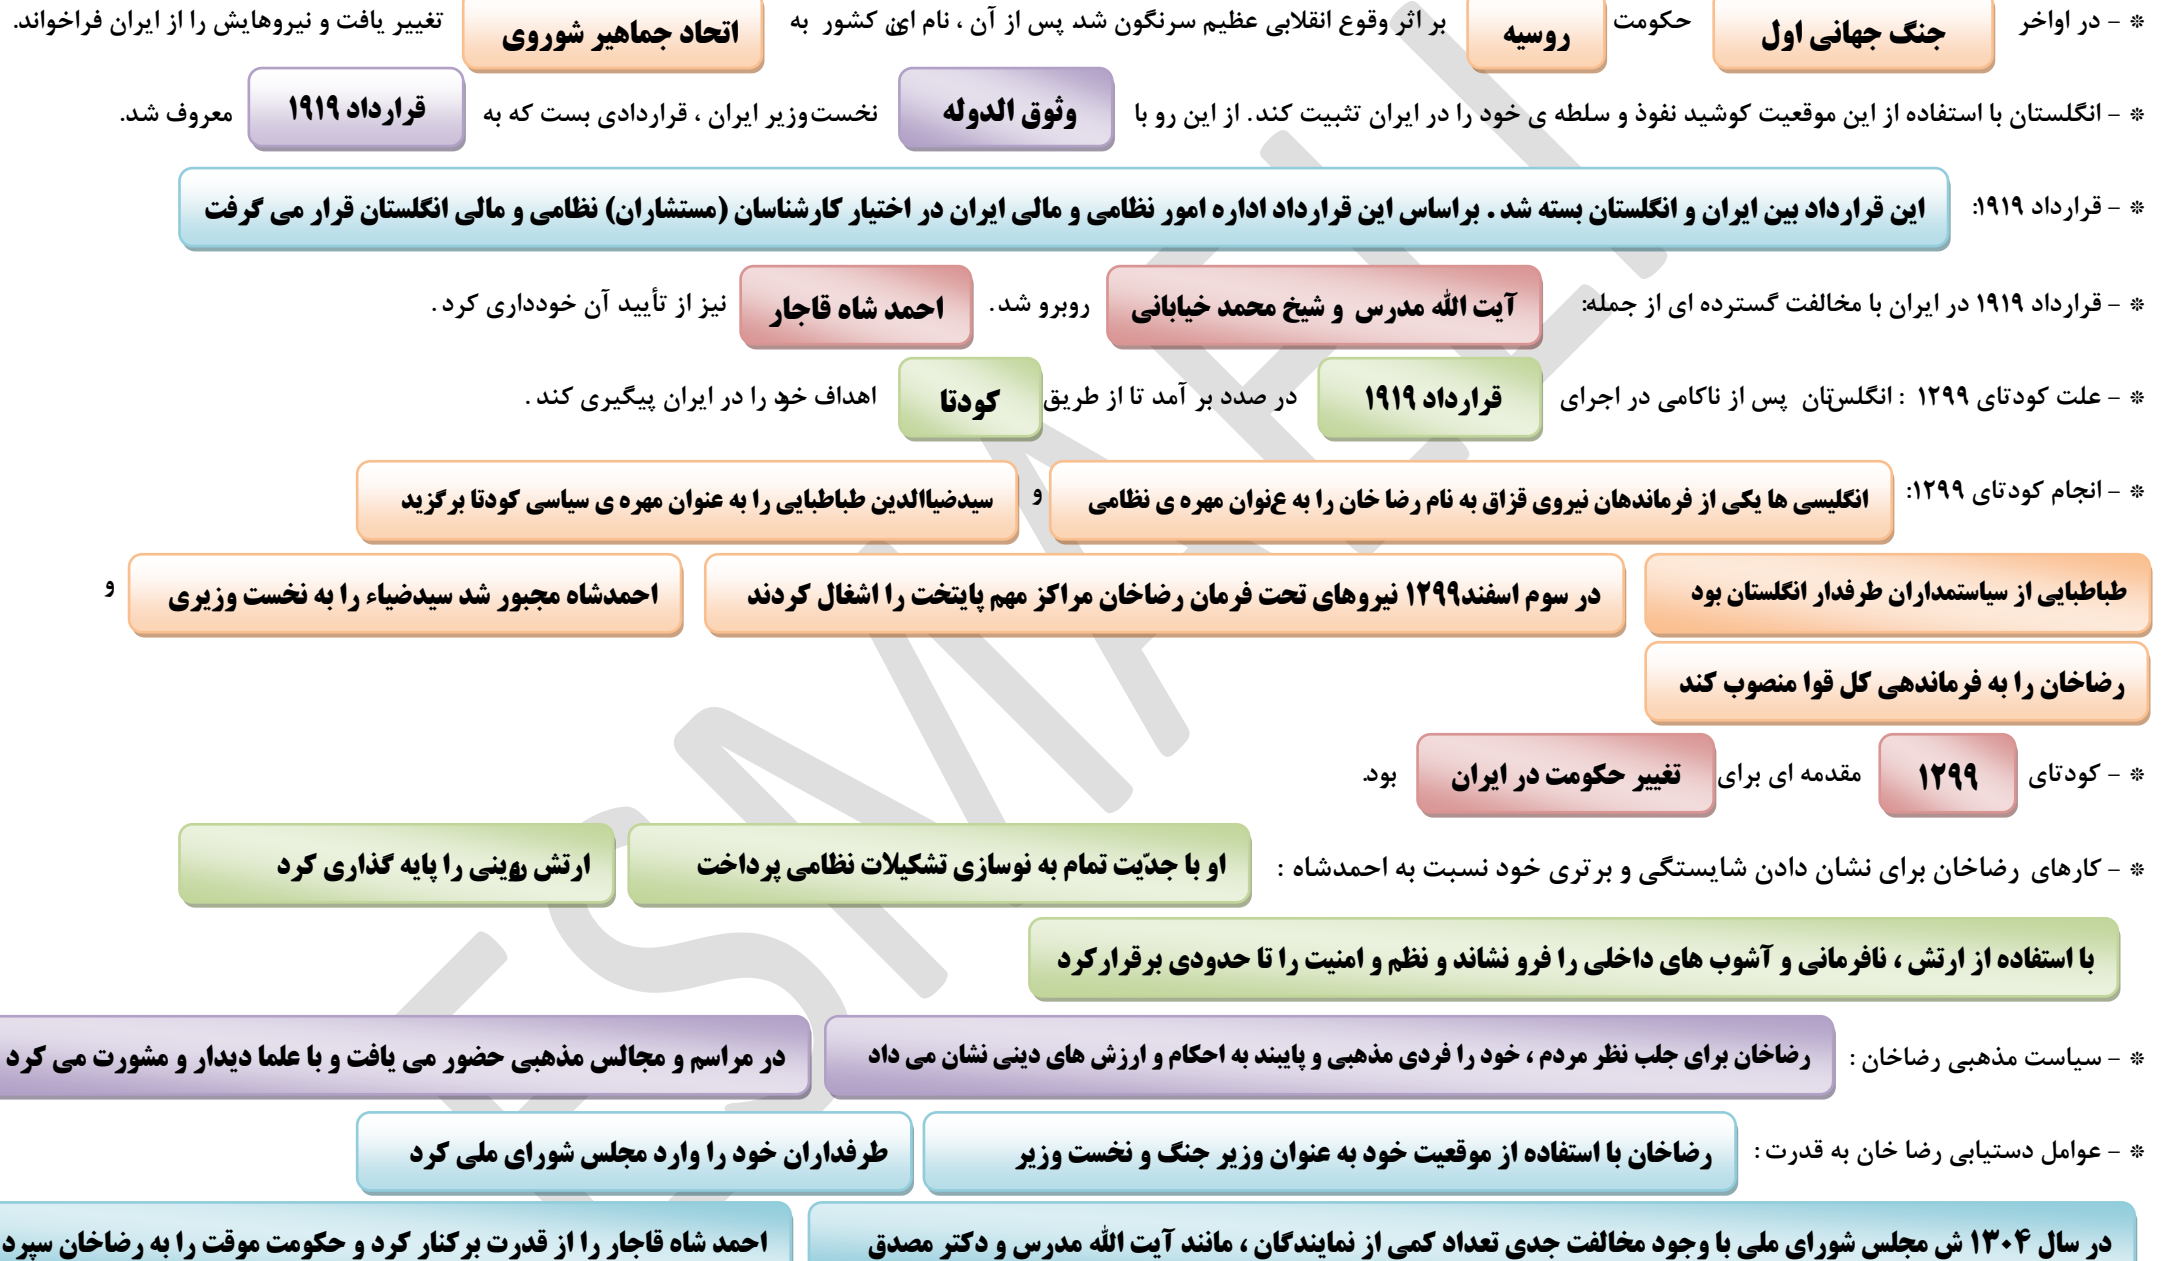 * - در اواخر جنگ جهانی اول حکومت روسیه بر اثر وقوع انقلابی عظیم سرنگون شد. پس از آن ، نام این کشور به اتحاد جماهیر شوروی تغییر یافت و نیروهایش را از ایران فراخواند.
* - انگلستان با استفاده از این موقعیت کوشید نفوذ و سلطه ی خود را در ایران تثبیت کند. از این رو با وثوق الدوله نخست‌وزیر ایران ، قراردادی بست که به قرارداد ۱۹۱۹ معروف شد.
* - قرارداد ۱۹۱۹: این قرارداد بین ایران و انگلستان بسته شد . براساس این قرارداد اداره امور نظامی و مالی ایران در اختیار کارشناسان (مستشاران) نظامی و مالی انگلستان قرار می گرفت
* - قرارداد ۱۹۱۹ در ایران با مخالفت گسترده ای از جمله: آیت الله مدرس و شیخ محمد خیابانی روبرو شد. احمد شاه قاجار نیز از تأیید آن خودداری کرد .
* - علت کودتای ۱۲۹۹ : انگلستان پس از ناکامی در اجرای قرارداد ۱۹۱۹ در صدد بر آمد تا از طریق کودتا اهداف خود را در ایران پیگیری کند .
* - انجام کودتای ۱۲۹۹: انگلیسی ها یکی از فرماندهان نیروی قزاق به نام رضا خان را به عنوان مهره ی نظامی و سیدضیاالدین طباطبایی را به عنوان مهره ی سیاسی کودتا برگزید
طباطبایی از سیاستمداران طرفدار انگلستان بود در سوم اسفند۱۲۹۹ نیروهای تحت فرمان رضاخان مراکز مهم پایتخت را اشغال کردند احمدشاه مجبور شد سیدضیاء را به نخست وزیری و
رضاخان را به فرماندهی کل قوا منصوب کند
* - کودتای ۱۲۹۹ مقدمه ای برای تغییر حکومت در ایران بود.
* - کارهای رضاخان برای نشان دادن شایستگی و برتری خود نسبت به احمدشاه : او با جدّیت تمام به نوسازی تشکیلات نظامی پرداخت ارتش نوینی را پایه گذاری کرد
با استفاده از ارتش ، نافرمانی و آشوب های داخلی را فرو نشاند و نظم و امنیت را تا حدودی برقرارکرد
* - سیاست مذهبی رضاخان : رضاخان برای جلب نظر مردم ، خود را فردی مذهبی و پایبند به احکام و ارزش های دینی نشان می داد در مراسم و مجالس مذهبی حضور می یافت و با علما دیدار و مشورت می کرد
* - عوامل دستیابی رضا خان به قدرت : رضاخان با استفاده از موقعیت خود به عنوان وزیر جنگ و نخست وزیر طرفداران خود را وارد مجلس شورای ملی کرد
در سال ۱۳۰۴ ش مجلس شورای ملی با وجود مخالفت جدی تعداد کمی از نمایندگان ، مانند آیت الله مدرس و دکتر مصدق احمد شاه قاجار را از قدرت برکنار کرد و حکومت موقت را به رضاخان سپرد
ESMAELI